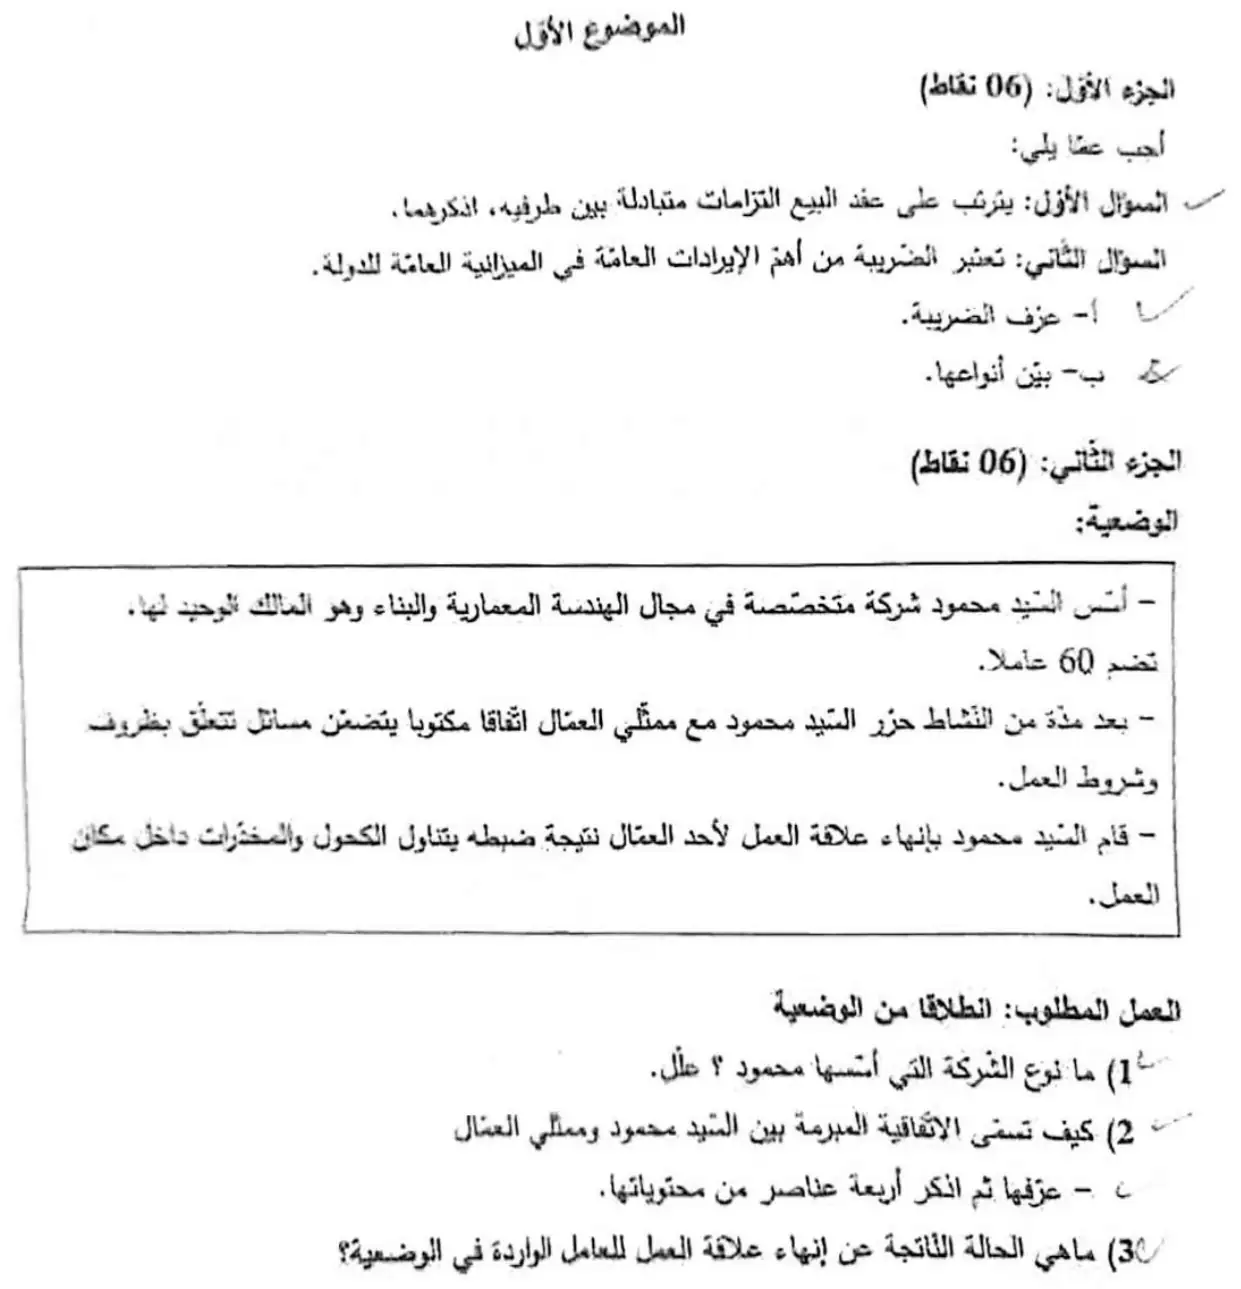 الموضوع الأوّل
الجزء الأوّل: (06 نقاط)
أجب عمّا يلي:
السؤال الأوّل: يترتب على عقد البيع التزامات متبادلة بين طرفيه، اذكرهما.
السؤال الثّاني: تعتبر الضّريبة من أهمّ الإيرادات العامّة في الميزانية العامّة للدولة.
أ- عرّف الضريبة.
ب- بيّن أنواعها.
الجزء الثّاني: (06 نقاط)
الوضعية:
- أسّس السّيد محمود شركة متخصّصة في مجال الهندسة المعمارية والبناء وهو المالك الوحيد لها،
تضم 60 عاملا.
- بعد مدّة من النّشاط حرّر السّيد محمود مع ممثّلي العمّال اتّفاقا مكتوبا يتضمّن مسائل تتعلّق بظروف
وشروط العمل.
- قام السّيد محمود بإنهاء علاقة العمل لأحد العمّال نتيجة ضبطه يتناول الكحول والمخدّرات داخل مكان
العمل.
العمل المطلوب: انطلاقا من الوضعية
1) ما نوع الشّركة التي أسّسها محمود ؟ علّل.
2) كيف تسمّى الاتّفاقية المبرمة بين السّيد محمود وممثّلي العمّال
- عرّفها ثم اذكر أربعة عناصر من محتوياتها.
3) ماهي الحالة النّاتجة عن إنهاء علاقة العمل للعامل الواردة في الوضعية؟